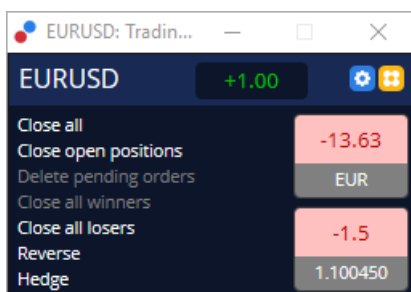 EURUSD: Tradin...
EURUSD +1.00
Close all
Close open positions
Delete pending orders
Close all winners
Close all losers
Reverse
Hedge
-13.63
EUR
-1.5
1.100450